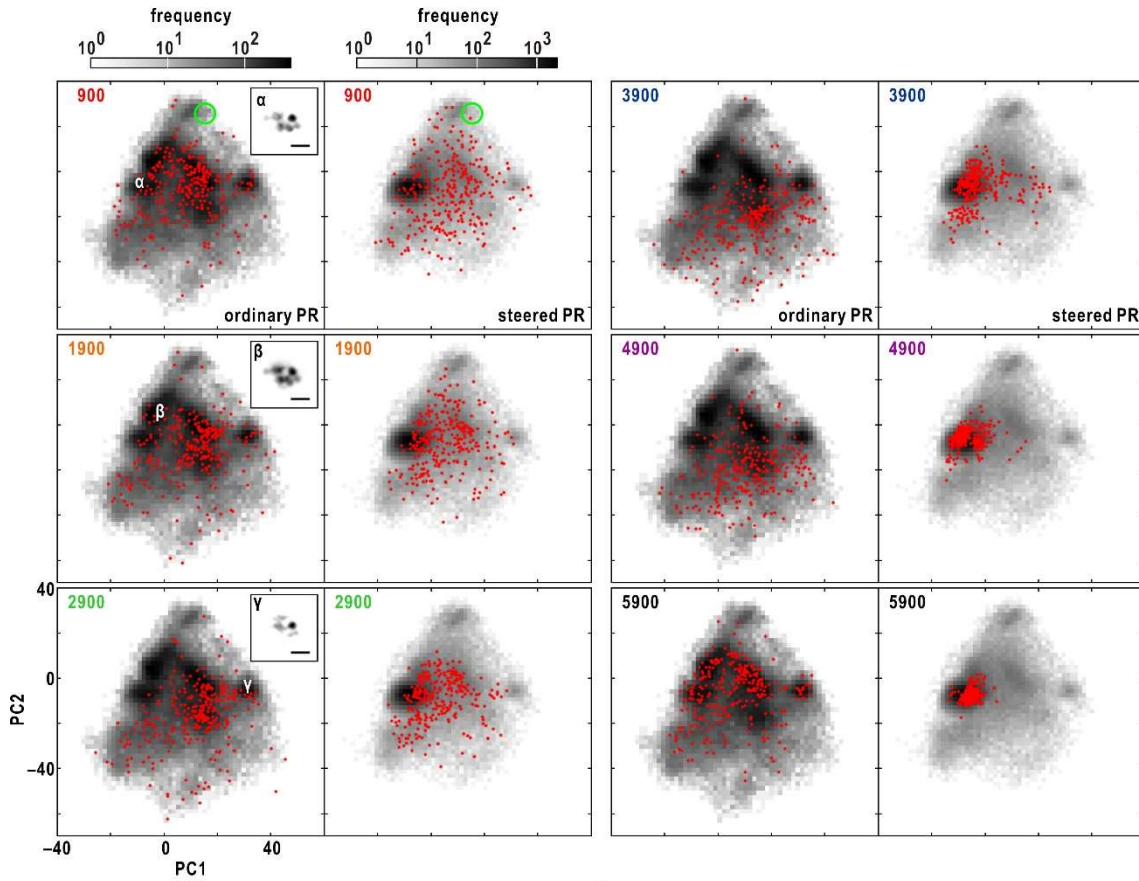 frequency frequency
10^0 10^1 10^2 10^0 10^1 10^2 10^3
900 α 900 3900 3900
α
ordinary PR steered PR ordinary PR steered PR
1900 β 1900 4900 4900
β
40 2900 γ 2900 5900 5900
0 γ
PC2
−40
−40 0 40
PC1